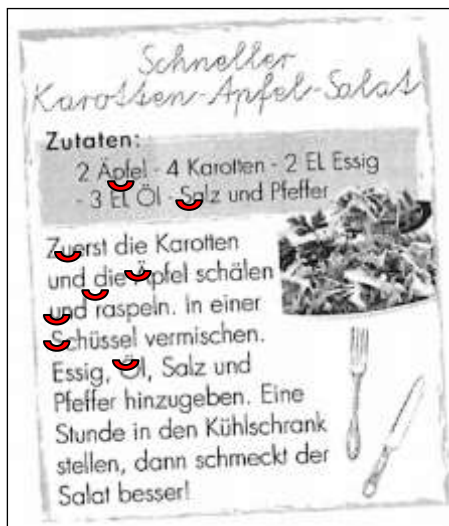 Schneller
Karotten-Apfel-Salat
Zutaten:
2 Äpfel - 4 Karotten - 2 EL Essig
- 3 EL Öl - Salz und Pfeffer
Zuerst die Karotten
und die Äpfel schälen
und raspeln. In einer
Schüssel vermischen.
Essig, Öl, Salz und
Pfeffer hinzugeben. Eine
Stunde in den Kühlschrank
stellen, dann schmeckt der
Salat besser!